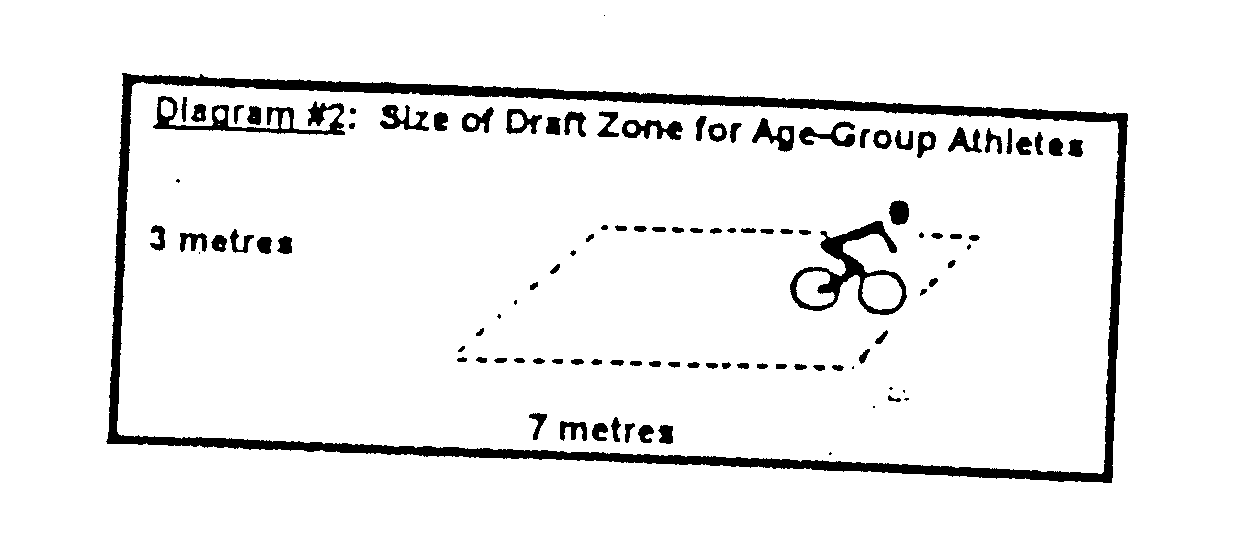 Diagram #2: Size of Draft Zone for Age-Group Athletes
3 metres
7 metres